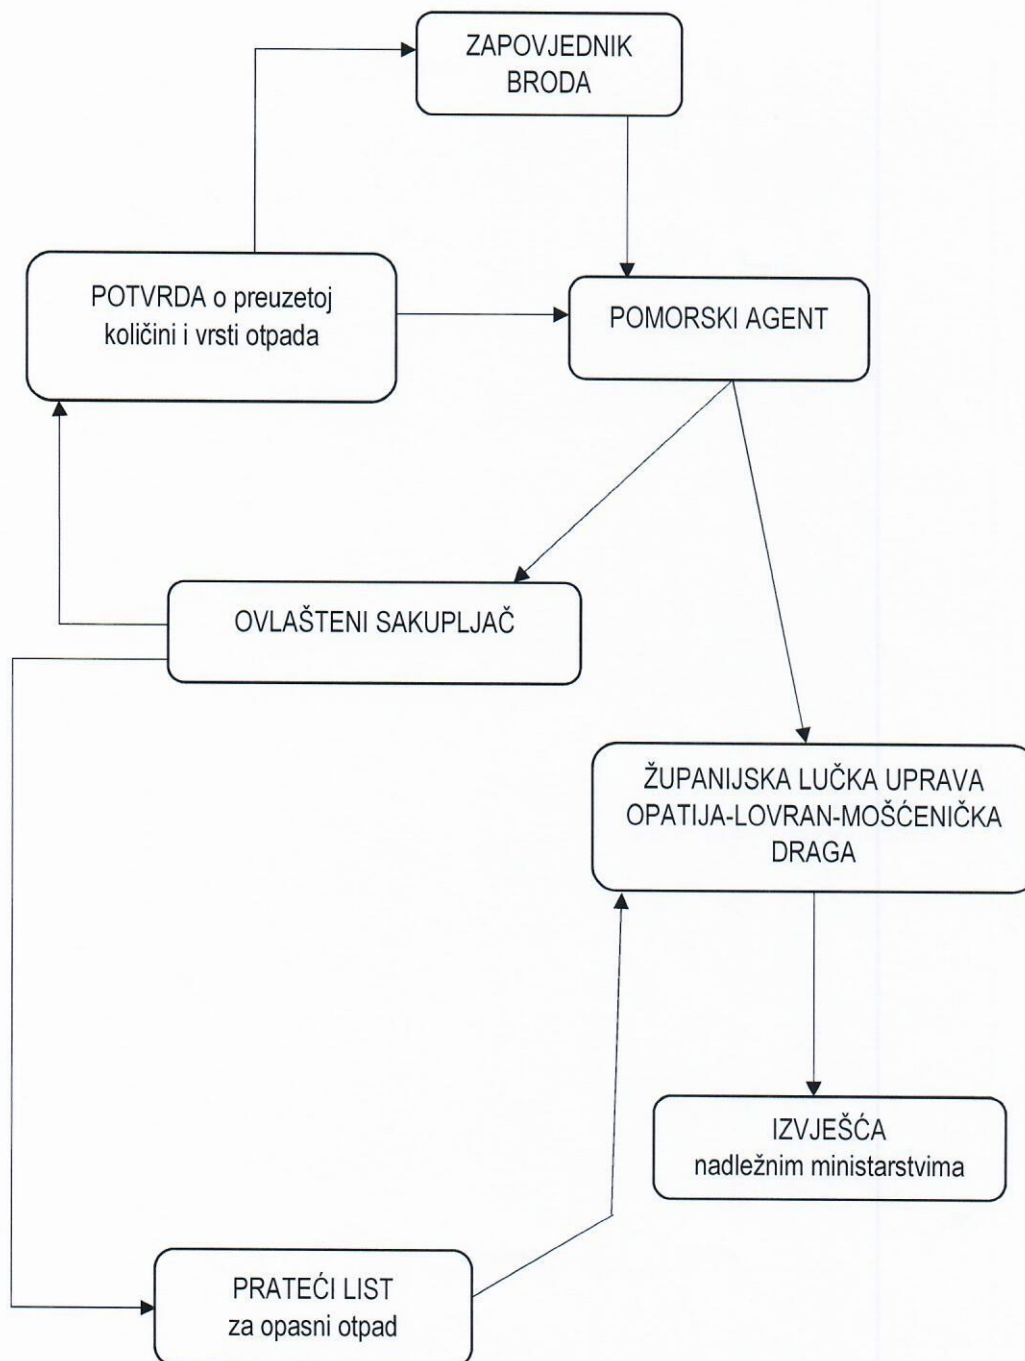 ZAPOVJEDNIK
BRODA
POTVRDA o preuzetoj
količini i vrsti otpada
POMORSKI AGENT
OVLAŠTENI SAKUPLJAČ
ŽUPANIJSKA LUČKA UPRAVA
OPATIJA-LOVRAN-MOŠĆENIČKA
DRAGA
IZVJEŠĆA
nadležnim ministarstvima
PRATEĆI LIST
za opasni otpad